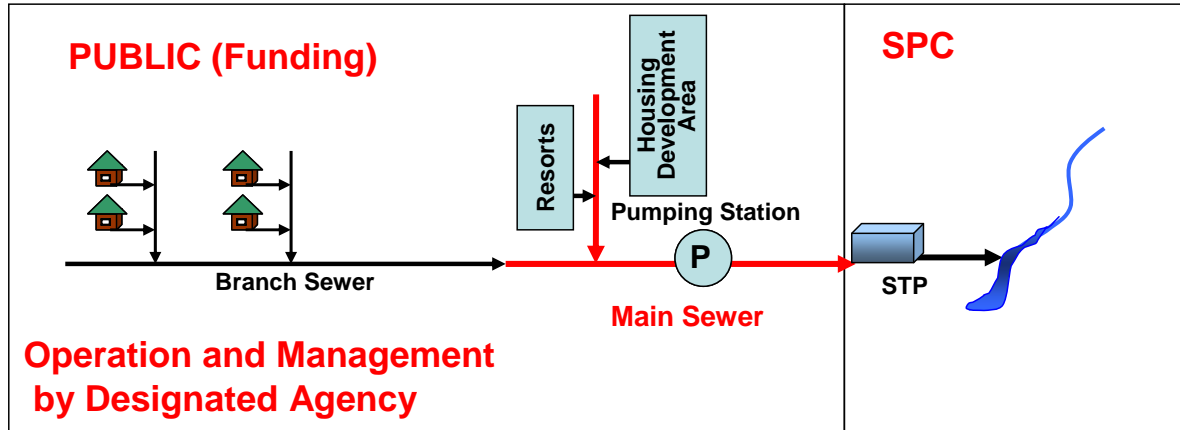 PUBLIC (Funding)
SPC
Resorts
Housing
Development
Area
Pumping Station
P
Branch Sewer
STP
Main Sewer
Operation and Management
by Designated Agency